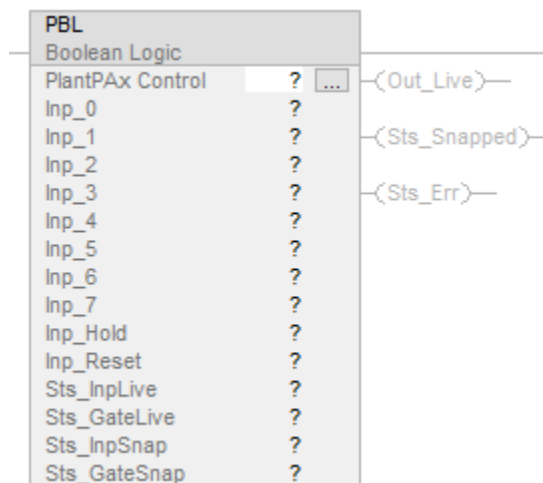 PBL
Boolean Logic
PlantPAx Control ? ... (Out_Live)
Inp_0 ?
Inp_1 ? (Sts_Snapped)
Inp_2 ?
Inp_3 ? (Sts_Err)
Inp_4 ?
Inp_5 ?
Inp_6 ?
Inp_7 ?
Inp_Hold ?
Inp_Reset ?
Sts_InpLive ?
Sts_GateLive ?
Sts_InpSnap ?
Sts_GateSnap ?